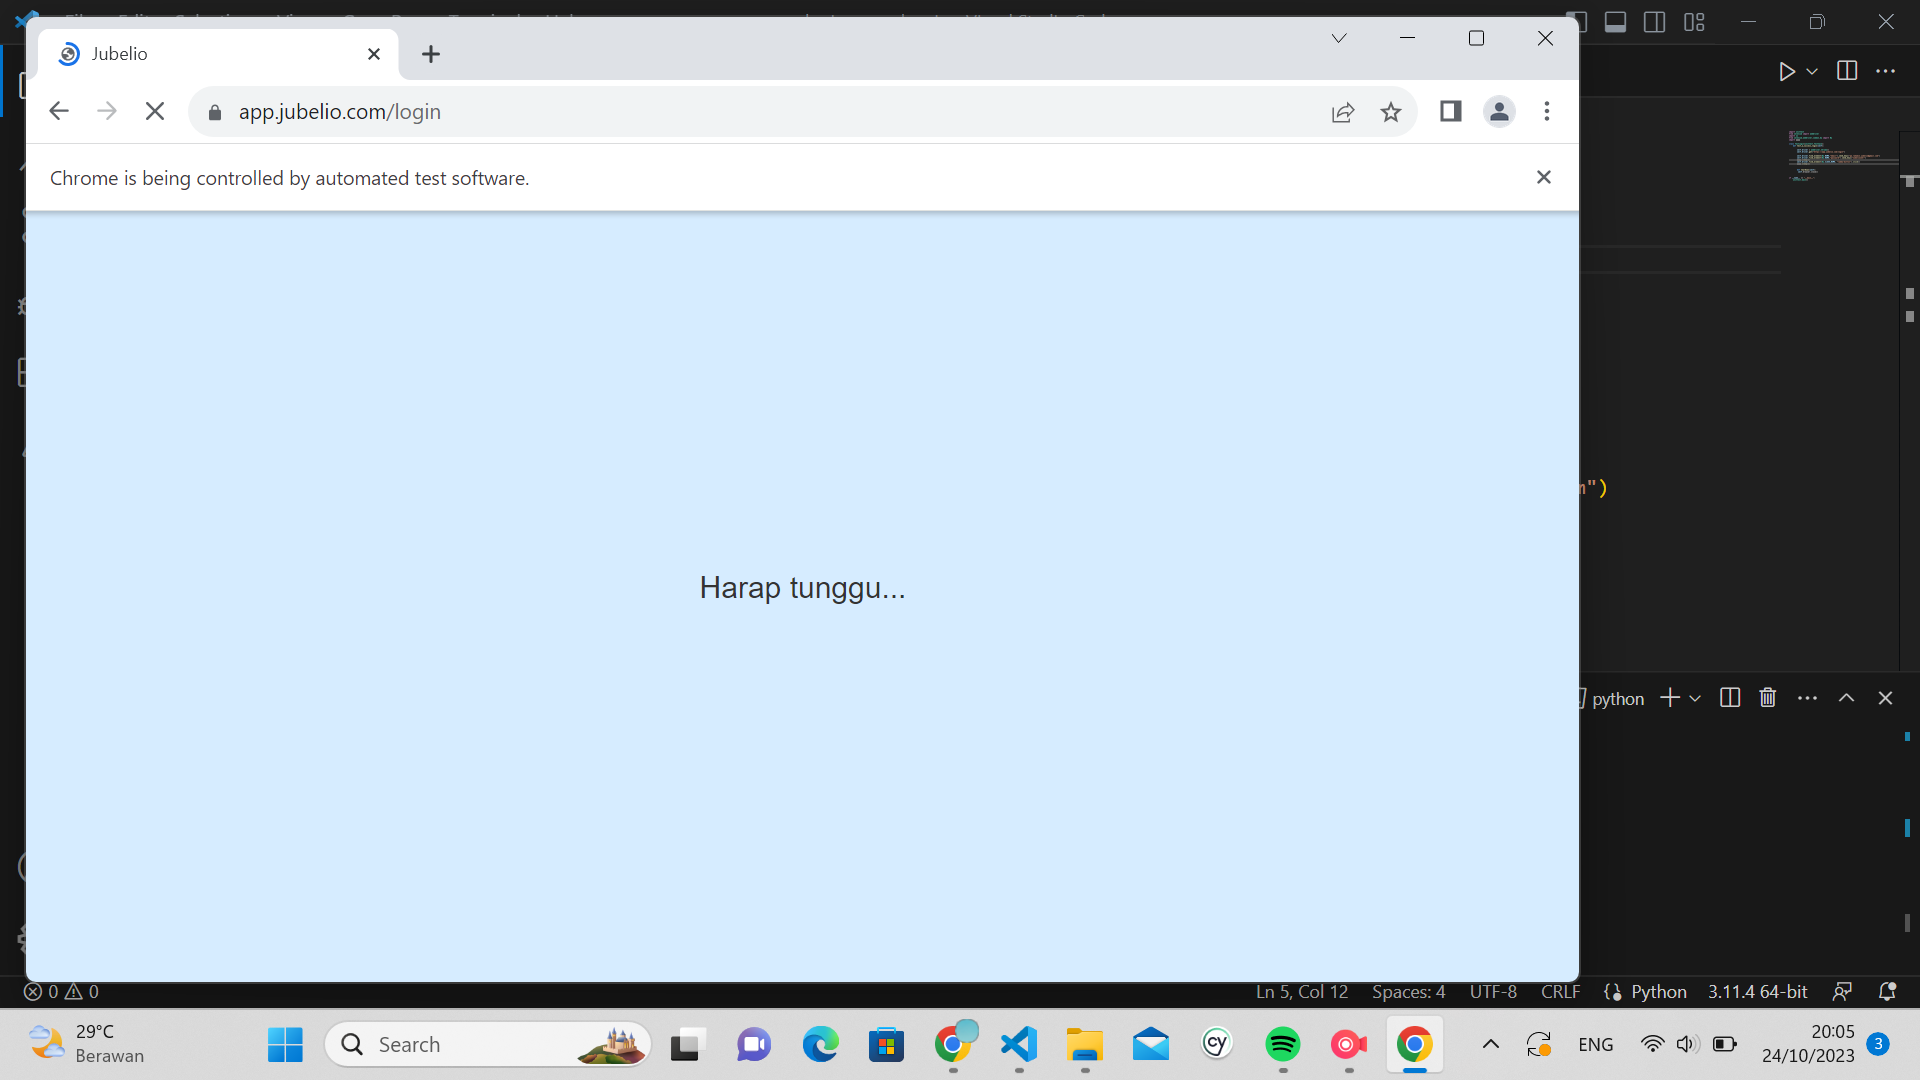 Jubelio
app.jubelio.com/login
Chrome is being controlled by automated test software.
Harap tunggu...
")
python
0 0
Ln 5, Col 12 Spaces: 4 UTF-8 CRLF Python 3.11.4 64-bit
29°C
Berawan
Search
cy
ENG
20:05
24/10/2023
3